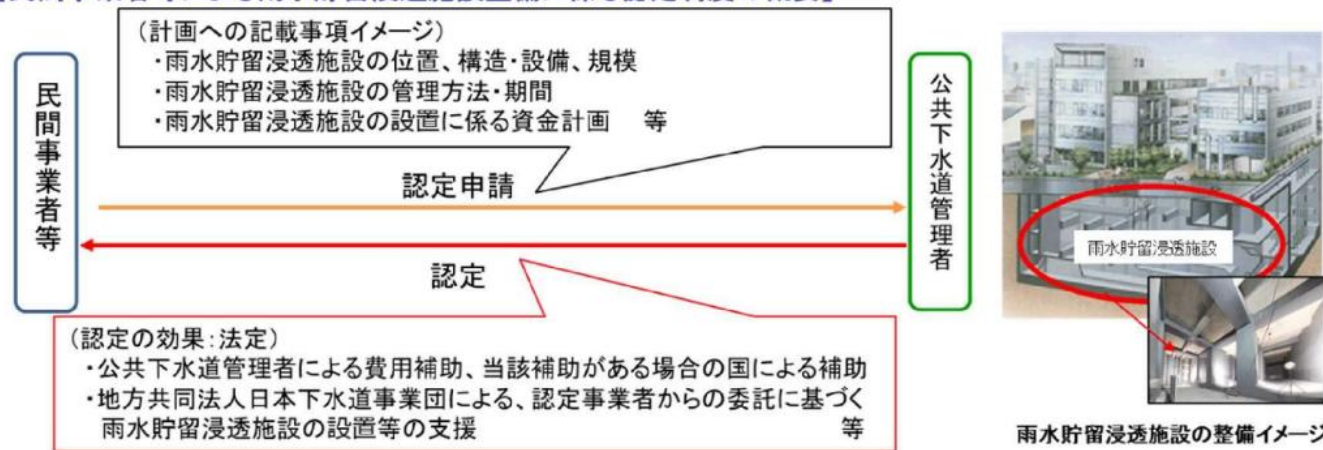 (計画への記載事項イメージ)
・雨水貯留浸透施設の位置、構造・設備、規模
・雨水貯留浸透施設の管理方法・期間
・雨水貯留浸透施設の設置に係る資金計画 等
民間事業者等
認定申請
認定
公共下水道管理者
(認定の効果:法定)
・公共下水道管理者による費用補助、当該補助がある場合の国による補助
・地方共同法人日本下水道事業団による、認定事業者からの委託に基づく
雨水貯留浸透施設の設置等の支援 等
雨水貯留浸透施設
雨水貯留浸透施設の整備イメージ